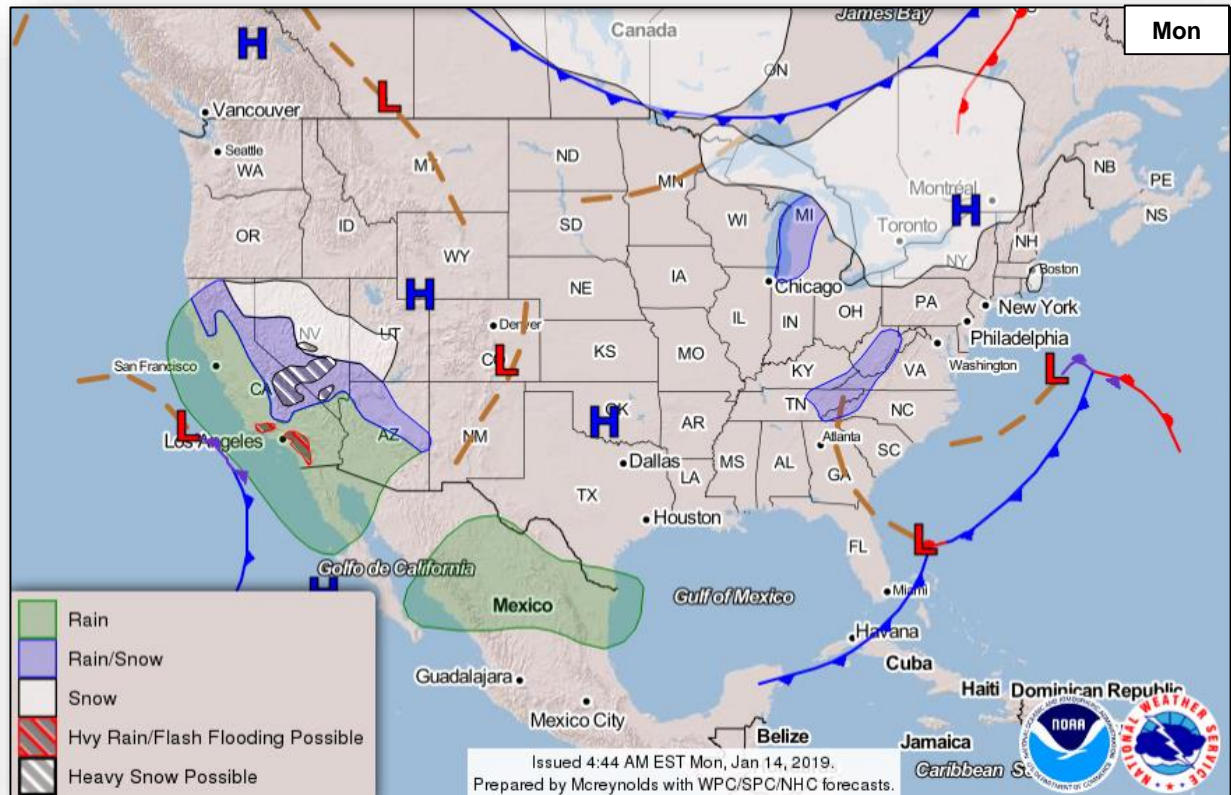 Mon
James Bay
Canada
H
ON
L
Vancouver
Seattle
WA
MT
ND
MN
Montréal
NB
PE
NS
H
OR
ID
SD
WI
MI
Toronto
NH
WY
NY
Boston
H
IA
Chicago
NE
PA
New York
NV
UT
Denver
IL
IN
OH
Philadelphia
San Francisco
CO
L
KS
MO
KY
VA
Washington
L
CA
TN
NC
L
Los Angeles
AZ
NM
H
OK
AR
Atlanta
SC
Dallas
MS
AL
GA
LA
TX
Houston
L
FL
Golfo de California
H
Mexico
Gulf of Mexico
Miami
Havana
Cuba
Guadalajara
Haiti
Dominican Republic
Mexico City
Belize
Jamaica
Caribbean
Rain
Rain/Snow
Snow
Hvy Rain/Flash Flooding Possible
Heavy Snow Possible
Issued 4:44 AM EST Mon, Jan 14, 2019.
Prepared by Mcreynolds with WPC/SPC/NHC forecasts.
NOAA
NATIONAL WEATHER SERVICE